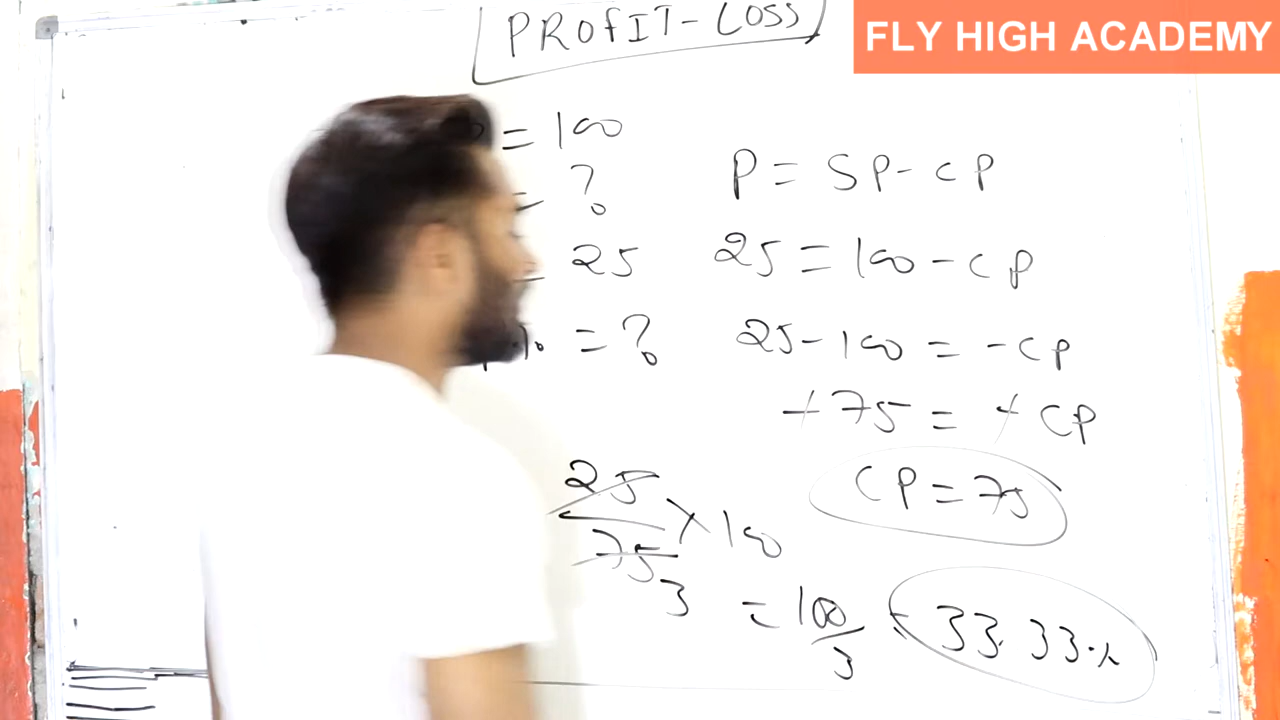 PROFIT-LOSS
FLY HIGH ACADEMY
= 100
= ?
25
% = ?
P = SP - CP
25 = 100 - CP
25 - 100 = - CP
+ 75 = + CP
CP = 75
25
75 × 100
3
= 100
3
= 33.33%